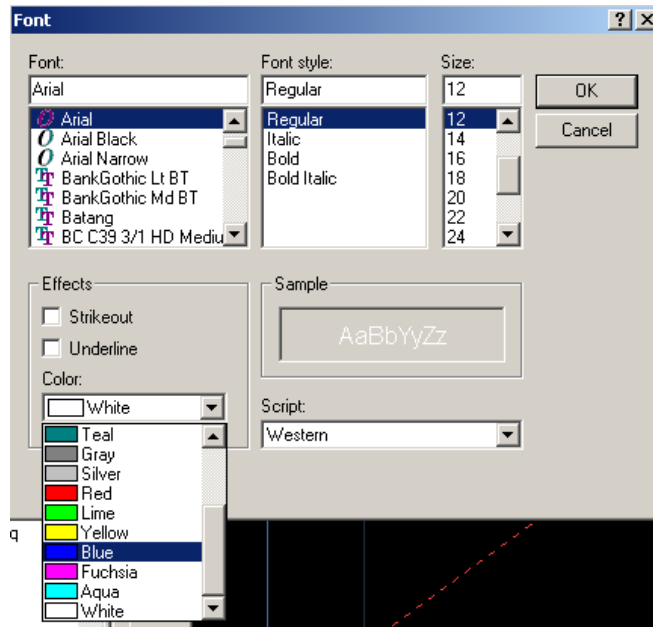 Font
Font:
Arial
Arial
Arial Black
Arial Narrow
BankGothic Lt BT
BankGothic Md BT
Batang
BC C39 3/1 HD Mediu
Font style:
Regular
Regular
Italic
Bold
Bold Italic
Size:
12
12
14
16
18
20
22
24
OK
Cancel
Effects
Strikeout
Underline
Color:
White
Teal
Gray
Silver
Red
Lime
Yellow
Blue
Fuchsia
Aqua
White
Sample
AaBbYyZz
Script:
Western
q